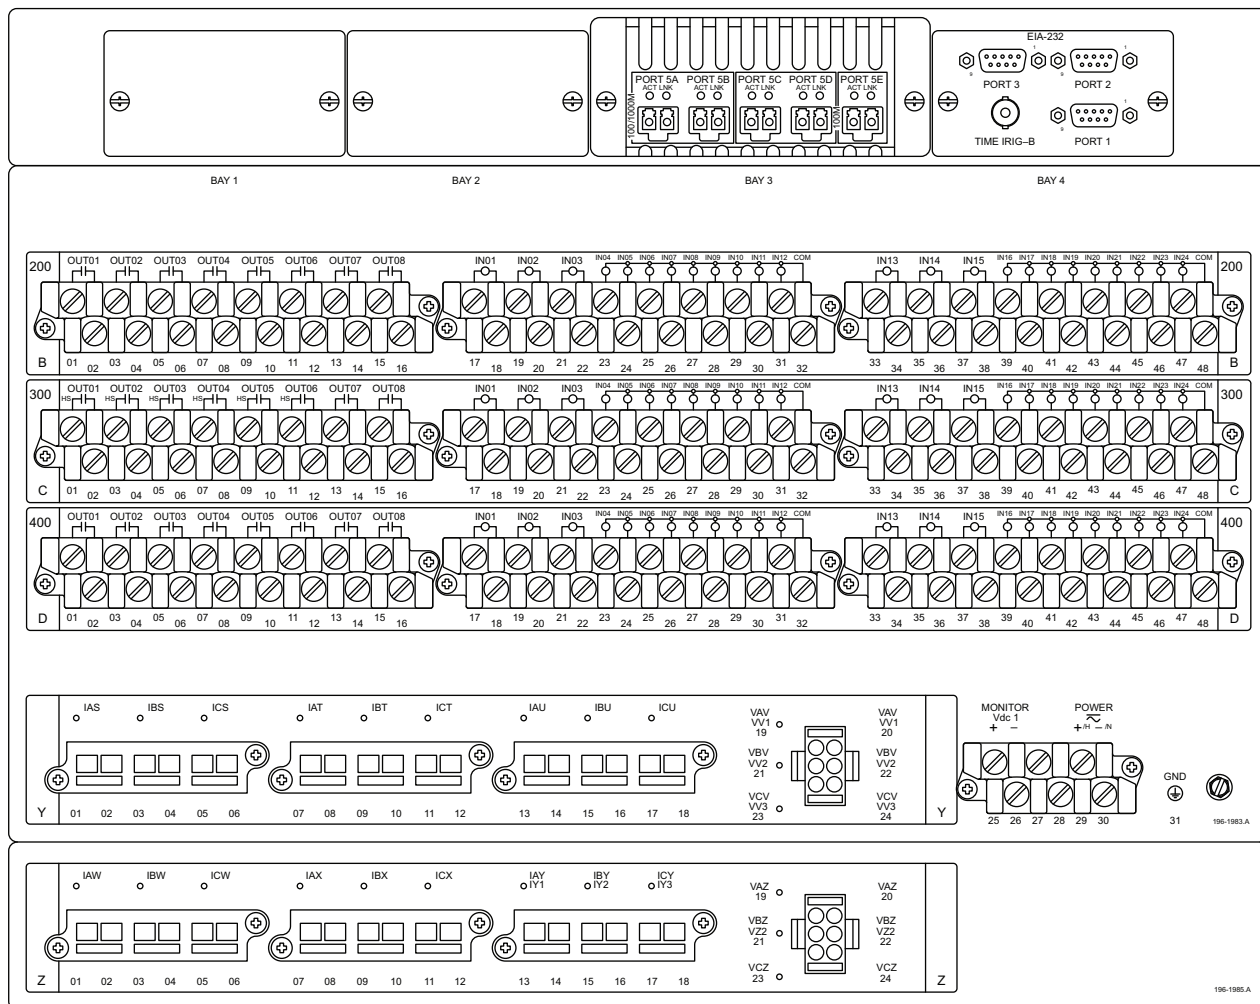 EIA-232
PORT 5A PORT 5B PORT 5C PORT 5D PORT 5E
ACT LNK ACT LNK ACT LNK ACT LNK ACT LNK
100/1000M
100M
1 1
9 9
PORT 3 PORT 2
1
9
TIME IRIG–B PORT 1
BAY 1 BAY 2 BAY 3 BAY 4
200 OUT01 OUT02 OUT03 OUT04 OUT05 OUT06 OUT07 OUT08 IN01 IN02 IN03 IN04 IN05 IN06 IN07 IN08 IN09 IN10 IN11 IN12 COM IN13 IN14 IN15 IN16 IN17 IN18 IN19 IN20 IN21 IN22 IN23 IN24 COM 200
B 01 02 03 04 05 06 07 08 09 10 11 12 13 14 15 16 17 18 19 20 21 22 23 24 25 26 27 28 29 30 31 32 33 34 35 36 37 38 39 40 41 42 43 44 45 46 47 48 B
300 OUT01 OUT02 OUT03 OUT04 OUT05 OUT06 OUT07 OUT08 IN01 IN02 IN03 IN04 IN05 IN06 IN07 IN08 IN09 IN10 IN11 IN12 COM IN13 IN14 IN15 IN16 IN17 IN18 IN19 IN20 IN21 IN22 IN23 IN24 COM 300
HS HS HS HS HS HS
C 01 02 03 04 05 06 07 08 09 10 11 12 13 14 15 16 17 18 19 20 21 22 23 24 25 26 27 28 29 30 31 32 33 34 35 36 37 38 39 40 41 42 43 44 45 46 47 48 C
400 OUT01 OUT02 OUT03 OUT04 OUT05 OUT06 OUT07 OUT08 IN01 IN02 IN03 IN04 IN05 IN06 IN07 IN08 IN09 IN10 IN11 IN12 COM IN13 IN14 IN15 IN16 IN17 IN18 IN19 IN20 IN21 IN22 IN23 IN24 COM 400
D 01 02 03 04 05 06 07 08 09 10 11 12 13 14 15 16 17 18 19 20 21 22 23 24 25 26 27 28 29 30 31 32 33 34 35 36 37 38 39 40 41 42 43 44 45 46 47 48 D
IAS IBS ICS IAT IBT ICT IAU IBU ICU
VAV VAV
VV1 VV1
19 20
VBV VBV
VV2 VV2
21 22
VCV VCV
VV3 VV3
23 24
Y 01 02 03 04 05 06 07 08 09 10 11 12 13 14 15 16 17 18 Y
MONITOR POWER
Vdc 1
+ − +/H −/N
GND
25 26 27 28 29 30 31
196-1983.A
IAW IBW ICW IAX IBX ICX IAY IBY ICY
IY1 IY2 IY3
VAZ VAZ
19 20
VBZ VBZ
VZ2 VZ2
21 22
VCZ VCZ
23 24
Z 01 02 03 04 05 06 07 08 09 10 11 12 13 14 15 16 17 18 Z
196-1985.A